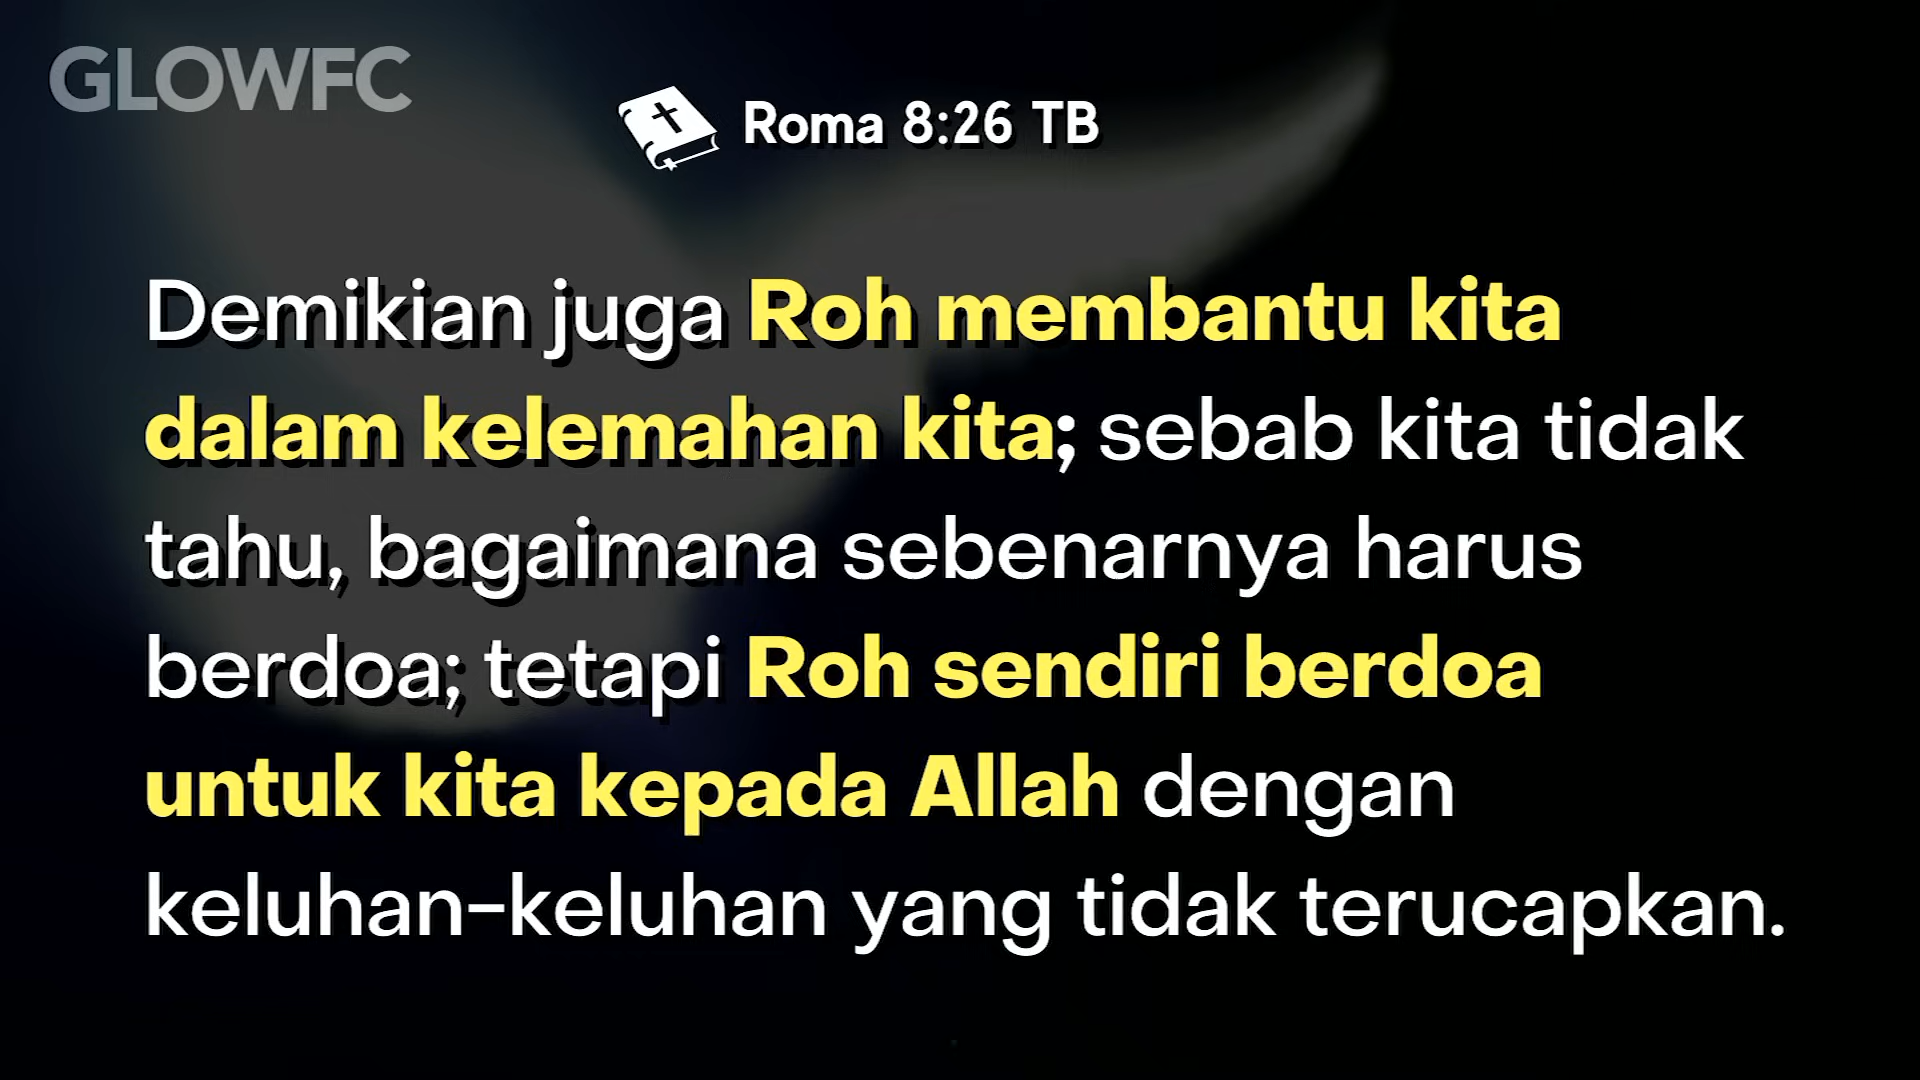 GLOWFC
Roma 8:26 TB
Demikian juga Roh membantu kita
dalam kelemahan kita; sebab kita tidak
tahu, bagaimana sebenarnya harus
berdoa; tetapi Roh sendiri berdoa
untuk kita kepada Allah dengan
keluhan-keluhan yang tidak terucapkan.